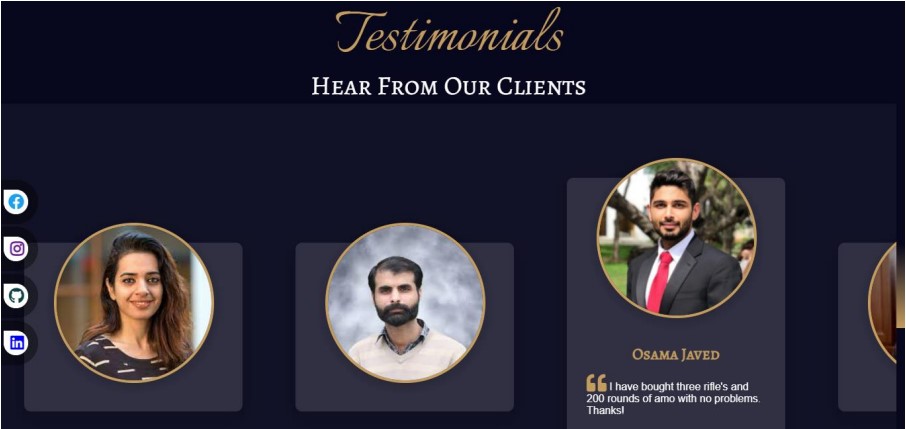 Testimonials
Hear From Our Clients
Osama Javed
I have bought three rifle's and
200 rounds of amo with no problems.
Thanks!